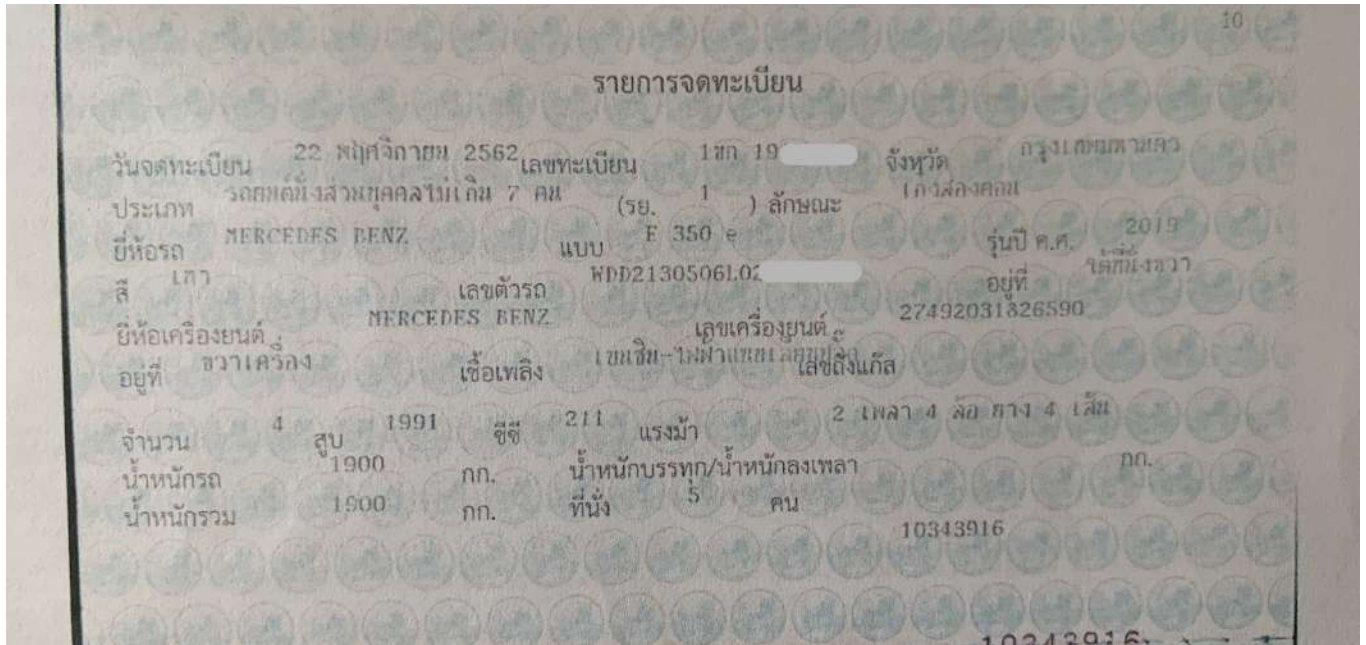 10
รายการจดทะเบียน
วันจดทะเบียน 22 พฤศจิกายน 2562 เลขทะเบียน 1ขก 19 จังหวัด กรุงเทพมหานคร
ประเภท รถยนต์นั่งส่วนบุคคลไม่เกิน 7 คน (รย. 1 ) ลักษณะ เก๋งสองตอน
ยี่ห้อรถ MERCEDES BENZ แบบ E 350 e รุ่นปี ค.ศ. 2019
สี เทา เลขตัวรถ WDD2130506L02 อยู่ที่ ใต้ที่นั่งขวา
ยี่ห้อเครื่องยนต์ MERCEDES BENZ เลขเครื่องยนต์ 27492031826590
อยู่ที่ ขวาเครื่อง เชื้อเพลิง เบนซิน-ไฟฟ้าแบบเสียบปลั๊ก เลขถังแก๊ส
จำนวน 4 สูบ 1991 ซีซี 211 แรงม้า 2 เพลา 4 ล้อ ยาง 4 เส้น
น้ำหนักรถ 1900 กก. น้ำหนักบรรทุก/น้ำหนักลงเพลา กก.
น้ำหนักรวม 1900 กก. ที่นั่ง 5 คน
10343916
10343916